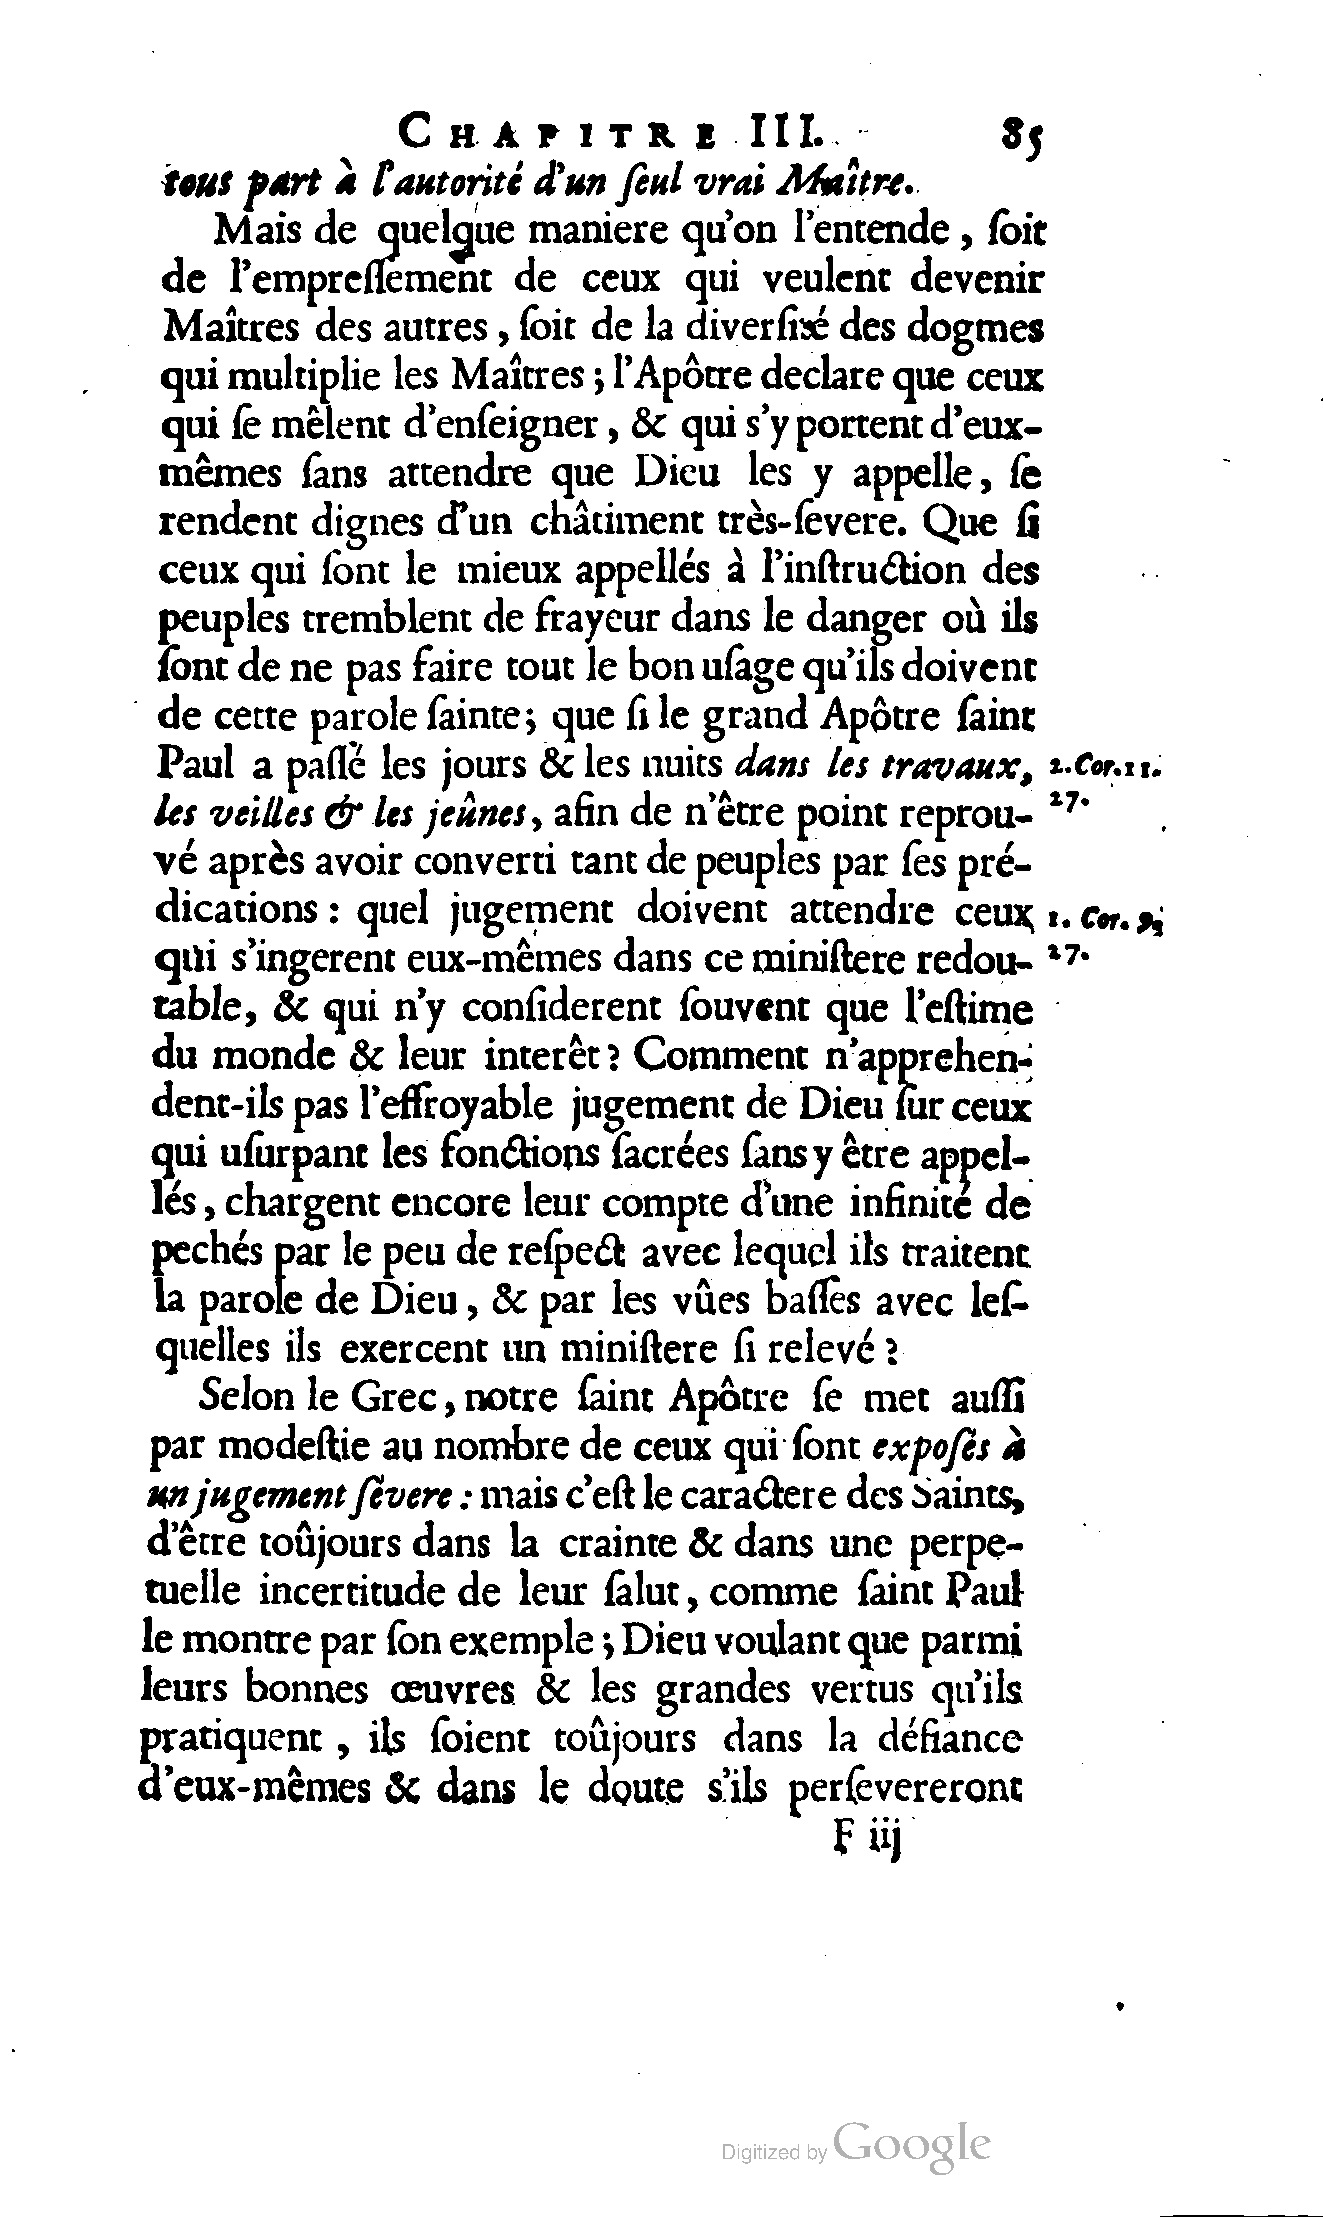 CHAPITRE III. 85
tous part à l'autorité d'un ſeul vrai Maître.
Mais de quelque maniere qu'on l'entende, ſoit
de l'empreſſement de ceux qui veulent devenir
Maîtres des autres, ſoit de la diverſité des dogmes
qui multiplie les Maîtres; l'Apôtre declare que ceux
qui ſe mêlent d'enſeigner, & qui s'y portent d'eux-
mêmes ſans attendre que Dieu les y appelle, ſe
rendent dignes d'un châtiment très-ſevere. Que ſi
ceux qui ſont le mieux appellés à l'inſtruction des
peuples tremblent de frayeur dans le danger où ils
ſont de ne pas faire tout le bon uſage qu'ils doivent
de cette parole ſainte; que ſi le grand Apôtre ſaint
Paul a paſſé les jours & les nuits dans les travaux, 2. Cor. 11.
les veilles & les jeûnes, afin de n'être point reprou- 27.
vé après avoir converti tant de peuples par ſes pré-
dications: quel jugement doivent attendre ceux 1. Cor. 9.
qui s'ingerent eux-mêmes dans ce miniſtere redou- 27.
table, & qui n'y conſiderent ſouvent que l'eſtime
du monde & leur interêt? Comment n'apprehen-
dent-ils pas l'effroyable jugement de Dieu ſur ceux
qui uſurpant les fonctions ſacrées ſans y être appel-
lés, chargent encore leur compte d'une infinité de
pechés par le peu de reſpect avec lequel ils traitent
la parole de Dieu, & par les vûes baſſes avec leſ-
quelles ils exercent un miniſtere ſi relevé?
Selon le Grec, notre ſaint Apôtre ſe met auſſi
par modeſtie au nombre de ceux qui ſont expoſés à
un jugement ſévere: mais c'eſt le caractere des Saints,
d'être toûjours dans la crainte & dans une perpe-
tuelle incertitude de leur ſalut, comme ſaint Paul
le montre par ſon exemple; Dieu voulant que parmi
leurs bonnes œuvres & les grandes vertus qu'ils
pratiquent, ils ſoient toûjours dans la défiance
d'eux-mêmes & dans le doute s'ils perſevereront
F iij
Digitized by Google